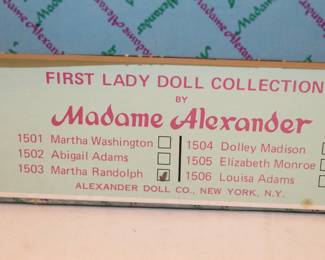 FIRST LADY DOLL COLLECTION
BY
Madame Alexander
1501 Martha Washington
1502 Abigail Adams
1503 Martha Randolph
1504 Dolley Madison
1505 Elizabeth Monroe
1506 Louisa Adams
ALEXANDER DOLL CO., NEW YORK, N.Y.